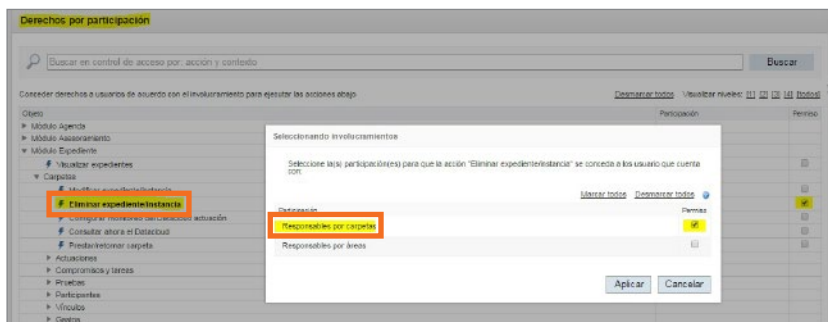 Derechos por participación
Buscar en control de acceso por: acción y contexto
Buscar
Conceder derechos a usuarios de acuerdo con el involucramiento para ejecutar las acciones abajo.
Desmarcar todos Visualizar niveles: [1] [2] [3] [4] [todos]
Objeto Participación Permiso
Módulo Agenda
Módulo Asesoramiento
Módulo Expediente
Visualizar expedientes
Carpetas
Modificar expediente/instancia
Eliminar expediente/instancia
Consultar ahora el Datacloud
Prestar/retornar carpeta
Actuaciones
Compromisos y tareas
Pruebas
Participantes
Vínculos
Gastos
Seleccionando involucramientos
Seleccione la(s) participación(es) para que la acción "Eliminar expediente/instancia" se conceda a los usuario que cuenta
con:
Marcar todos Desmarcar todos
Participación Permiso
Responsables por carpetas
Responsables por áreas
Aplicar Cancelar